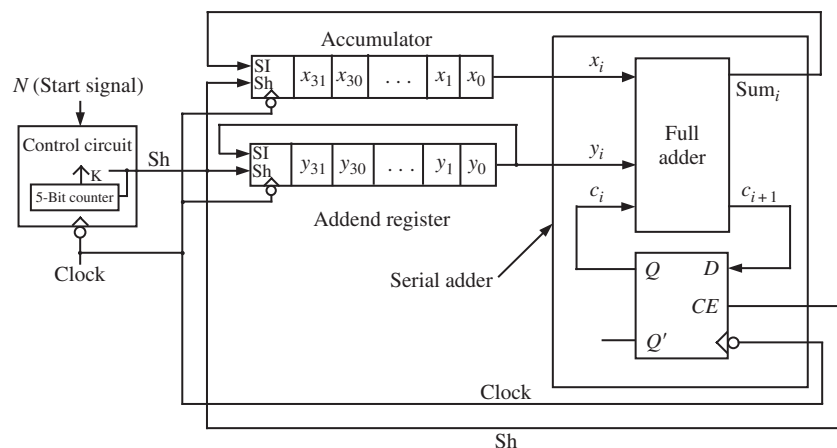 Accumulator
N (Start signal)
SI
Sh
x31 x30 . . . x1 x0
xi
Sumi
Control circuit
K
5-Bit counter
Sh
SI
Sh
y31 y30 . . . y1 y0
yi
Full
adder
ci
ci+1
Addend register
Clock
Serial adder
Q
D
CE
Q′
Clock
Sh